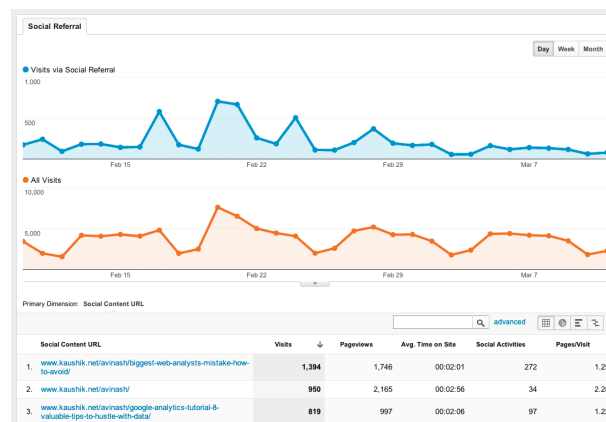 Social Referral
Day Week Month
Visits via Social Referral
1,000
500
Feb 15 Feb 22 Feb 29 Mar 7
All Visits
10,000
5,000
Feb 15 Feb 22 Feb 29 Mar 7
Primary Dimension: Social Content URL
advanced
Social Content URL Visits Pageviews Avg. Time on Site Social Activities Pages/Visit
1. www.kaushik.net/avinash/biggest-web-analysts-mistake-how-
to-avoid/ 1,394 1,746 00:02:01 272
2. www.kaushik.net/avinash/ 950 2,165 00:02:56 34
3. www.kaushik.net/avinash/google-analytics-tutorial-8-
valuable-tips-to-hustle-with-data/ 819 997 00:02:06 97